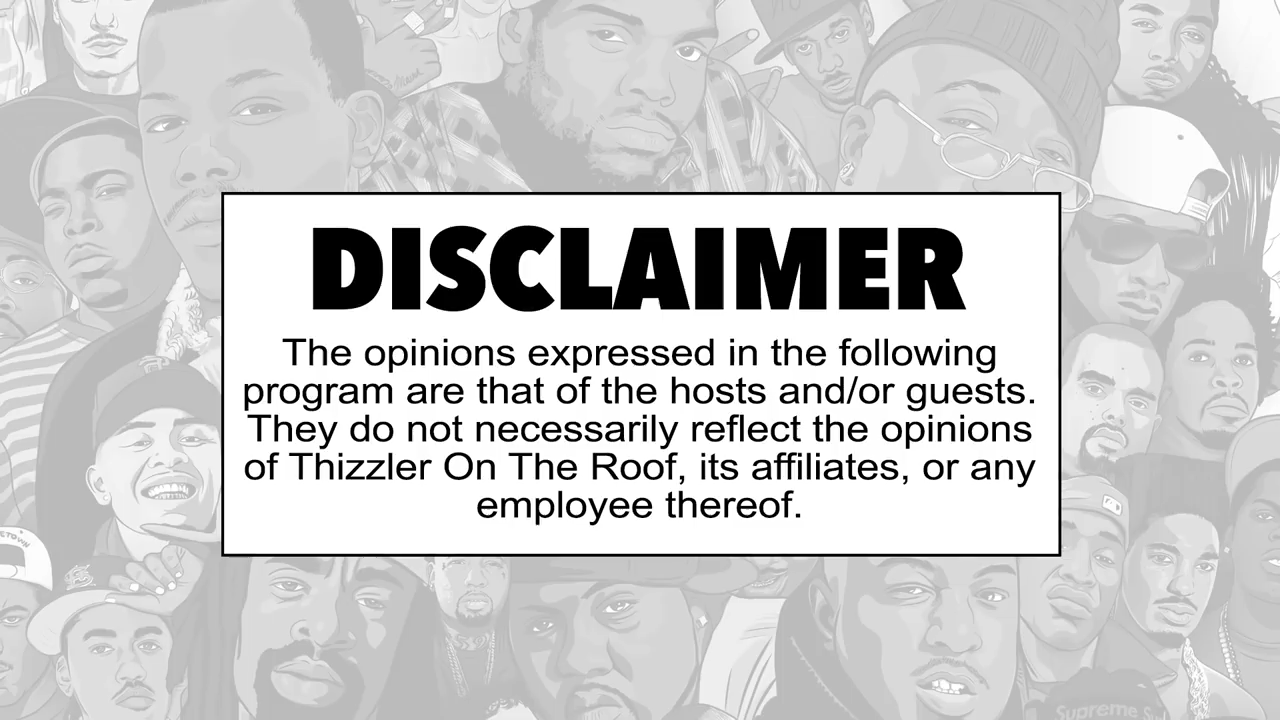 DISCLAIMER
The opinions expressed in the following
program are that of the hosts and/or guests.
They do not necessarily reflect the opinions
of Thizzler On The Roof, its affiliates, or any
employee thereof.
Supreme